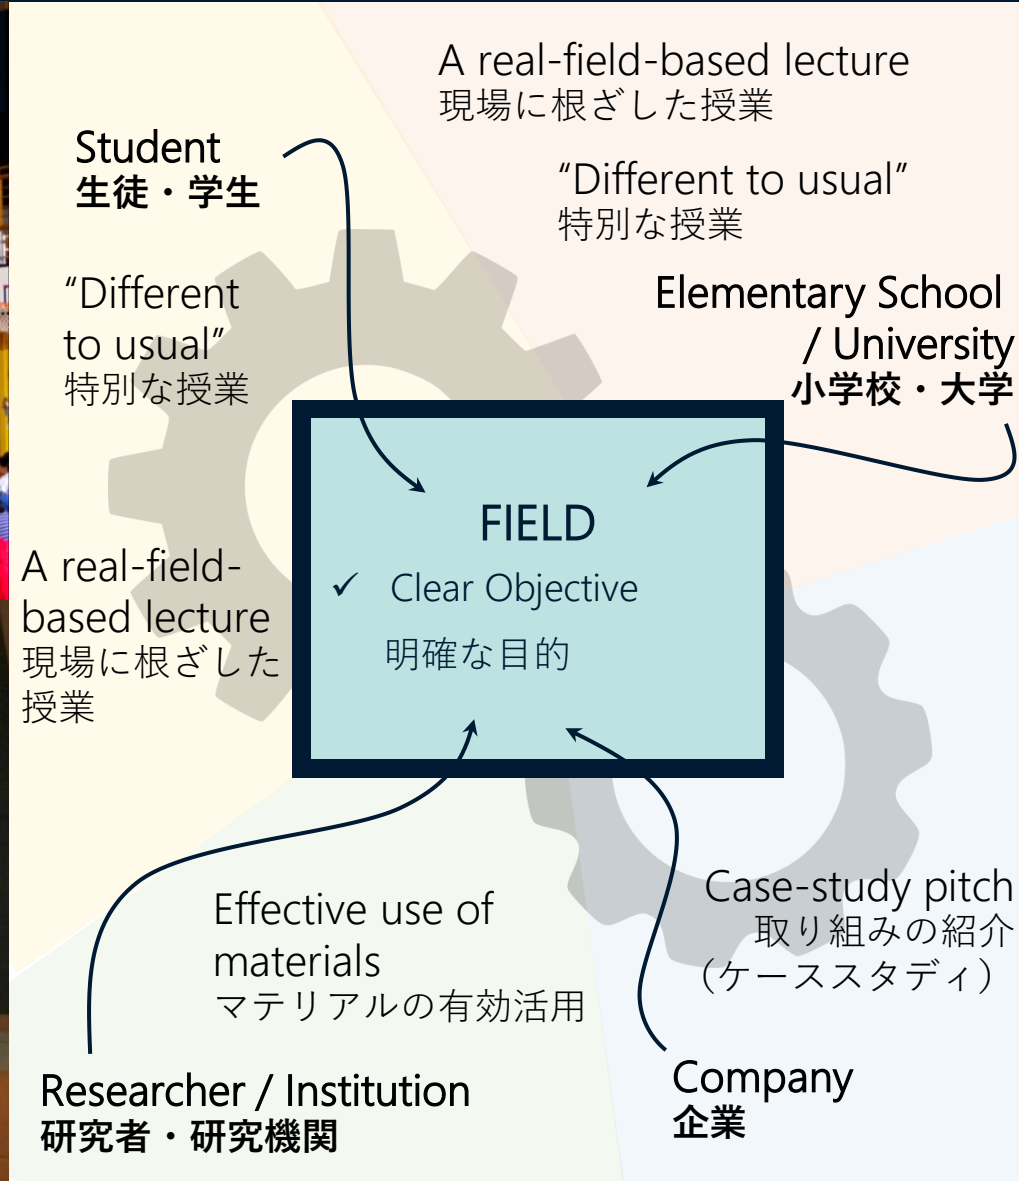 A real-field-based lecture
現場に根ざした授業
“Different to usual”
特別な授業
Elementary School
/ University
小学校・大学
Student
生徒・学生
“Different
to usual”
特別な授業
A real-field-
based lecture
現場に根ざした
授業
FIELD
✓ Clear Objective
明確な目的
Effective use of
materials
マテリアルの有効活用
Researcher / Institution
研究者・研究機関
Case-study pitch
取り組みの紹介
（ケーススタディ）
Company
企業